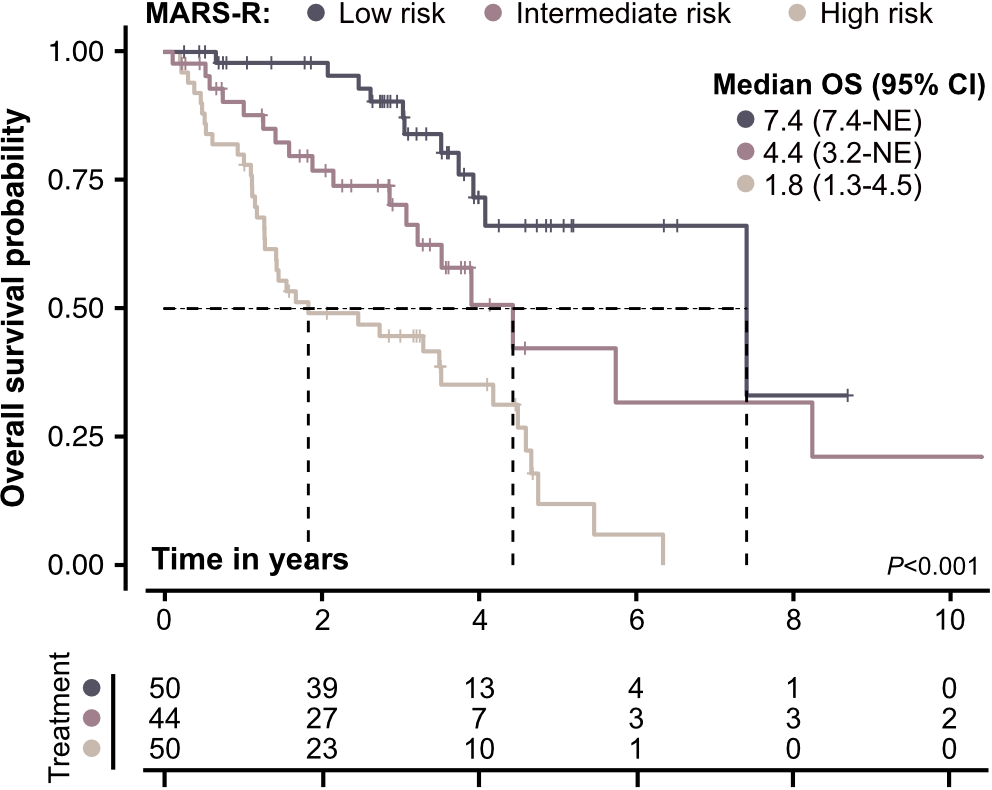 MARS-R: Low risk Intermediate risk High risk
Overall survival probability
1.00
0.75
0.50
0.25
0.00
Median OS (95% CI)
7.4 (7.4-NE)
4.4 (3.2-NE)
1.8 (1.3-4.5)
Time in years
P<0.001
0 2 4 6 8 10
Treatment
50 39 13 4 1 0
44 27 7 3 3 2
50 23 10 1 0 0